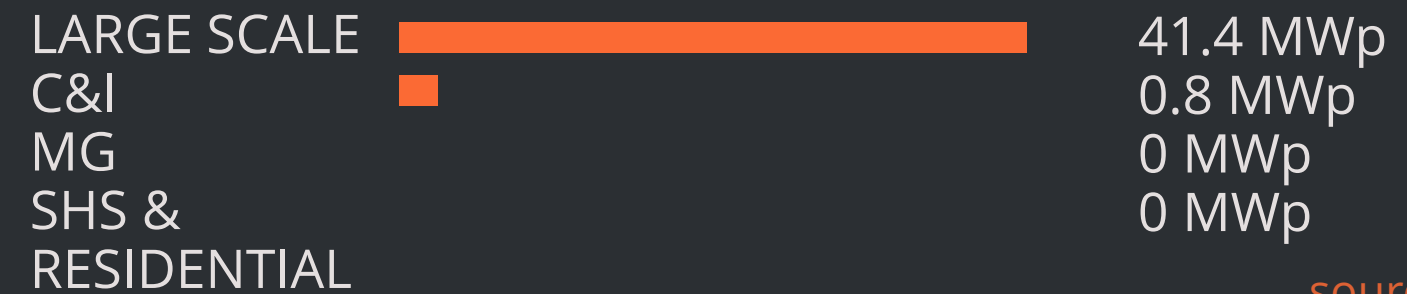 LARGE SCALE 41.4 MWp
C&I 0.8 MWp
MG 0 MWp
SHS & 0 MWp
RESIDENTIAL